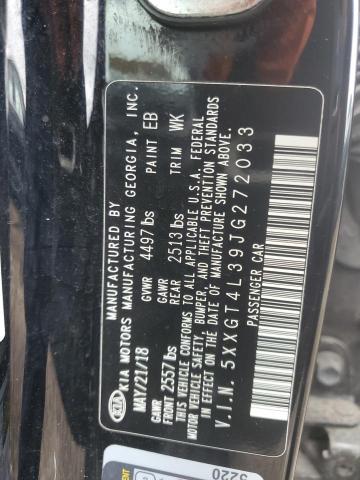 MANUFACTURED BY
KIA KIA MOTORS MANUFACTURING GEORGIA, INC.
MAY/21/18 GVWR 4497 lbs PAINT EB
GAWR FRONT 2557 lbs GAWR REAR 2513 lbs TRIM WK
THIS VEHICLE CONFORMS TO ALL APPLICABLE U.S.A. FEDERAL
MOTOR VEHICLE SAFETY, BUMPER, AND THEFT PREVENTION STANDARDS
IN EFFECT ON THE DATE OF MANUFACTURE SHOWN ABOVE.
V.I.N. 5XXGT4L39JG272033
PASSENGER CAR
5220